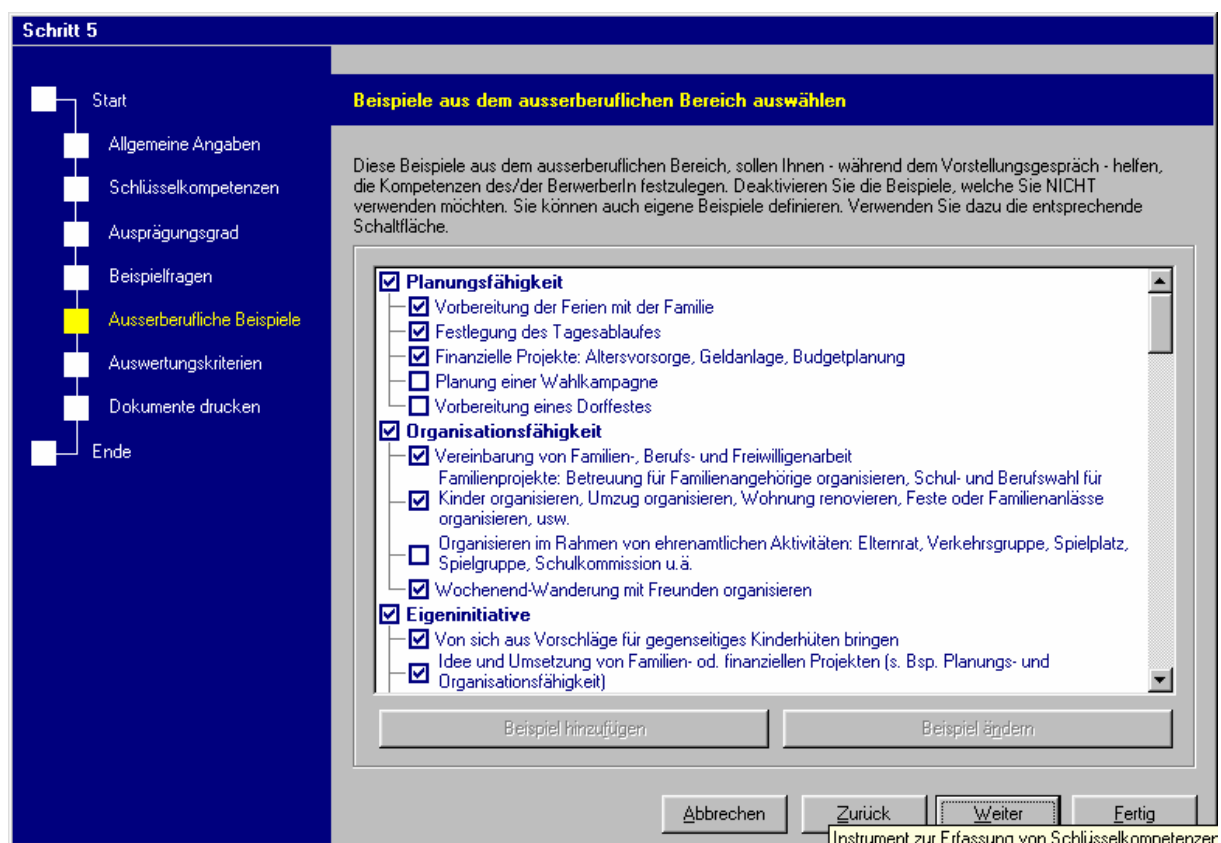 Schritt 5
Start
Allgemeine Angaben
Schlüsselkompetenzen
Ausprägungsgrad
Beispielfragen
Ausserberufliche Beispiele
Auswertungskriterien
Dokumente drucken
Ende
Beispiele aus dem ausserberuflichen Bereich auswählen
Diese Beispiele aus dem ausserberuflichen Bereich, sollen Ihnen - während dem Vorstellungsgespräch - helfen,
die Kompetenzen des/der BerwerberIn festzulegen. Deaktivieren Sie die Beispiele, welche Sie NICHT
verwenden möchten. Sie können auch eigene Beispiele definieren. Verwenden Sie dazu die entsprechende
Schaltfläche.
Planungsfähigkeit
Vorbereitung der Ferien mit der Familie
Festlegung des Tagesablaufes
Finanzielle Projekte: Altersvorsorge, Geldanlage, Budgetplanung
Planung einer Wahlkampagne
Vorbereitung eines Dorffestes
Organisationsfähigkeit
Vereinbarung von Familien-, Berufs- und Freiwilligenarbeit
Familienprojekte: Betreuung für Familienangehörige organisieren, Schul- und Berufswahl für
Kinder organisieren, Umzug organisieren, Wohnung renovieren, Feste oder Familienanlässe
organisieren, usw.
Organisieren im Rahmen von ehrenamtlichen Aktivitäten: Elternrat, Verkehrsgruppe, Spielplatz,
Spielgruppe, Schulkommission u.ä.
Wochenend-Wanderung mit Freunden organisieren
Eigeninitiative
Von sich aus Vorschläge für gegenseitiges Kinderhüten bringen
Idee und Umsetzung von Familien- od. finanziellen Projekten (s. Bsp. Planungs- und
Organisationsfähigkeit)
Beispiel hinzufügen
Beispiel ändern
Abbrechen
Zurück
Weiter
Fertig
Instrument zur Erfassung von Schlüsselkompetenzen